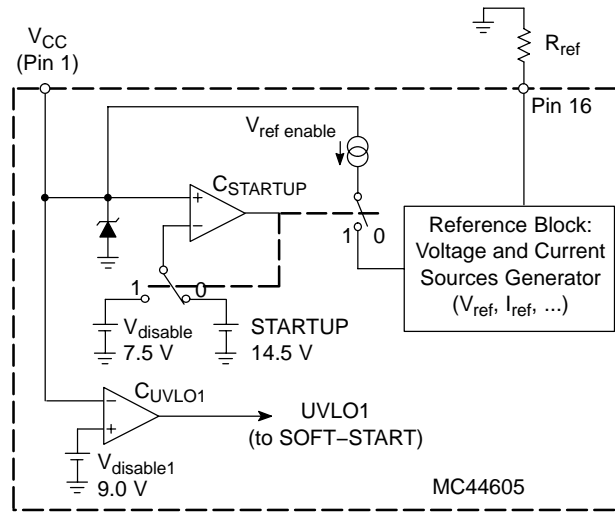 V_CC
(Pin 1)
R_ref
Pin 16
V_ref enable
C_STARTUP
+
−
1 0
Reference Block:
Voltage and Current
Sources Generator
(V_ref, I_ref, ...)
1 0
V_disable
7.5 V
STARTUP
14.5 V
C_UVLO1
−
+
UVLO1
(to SOFT−START)
V_disable1
9.0 V
MC44605